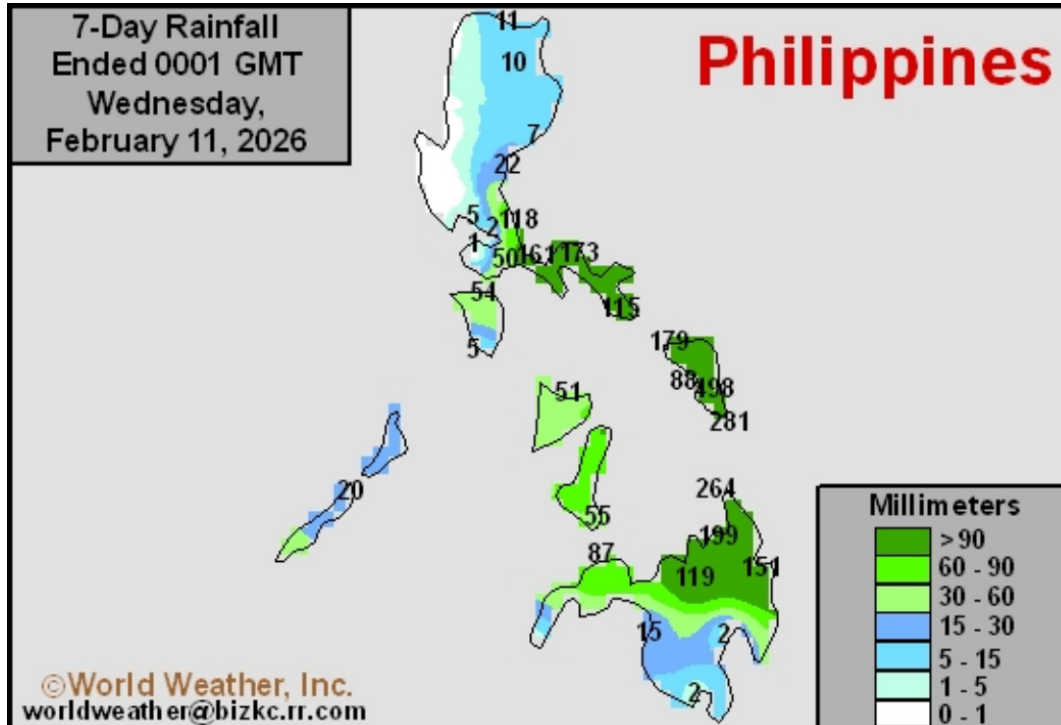 7-Day Rainfall
Ended 0001 GMT
Wednesday,
February 11, 2026
Philippines
11
10
7
22
5
2
118
1
50
161
173
54
115
5
179
88
498
281
51
20
55
264
199
87
119
151
15
2
2
Millimeters
>90
60 - 90
30 - 60
15 - 30
5 - 15
1 - 5
0 - 1
©World Weather, Inc.
worldweather@bizkc.rr.com